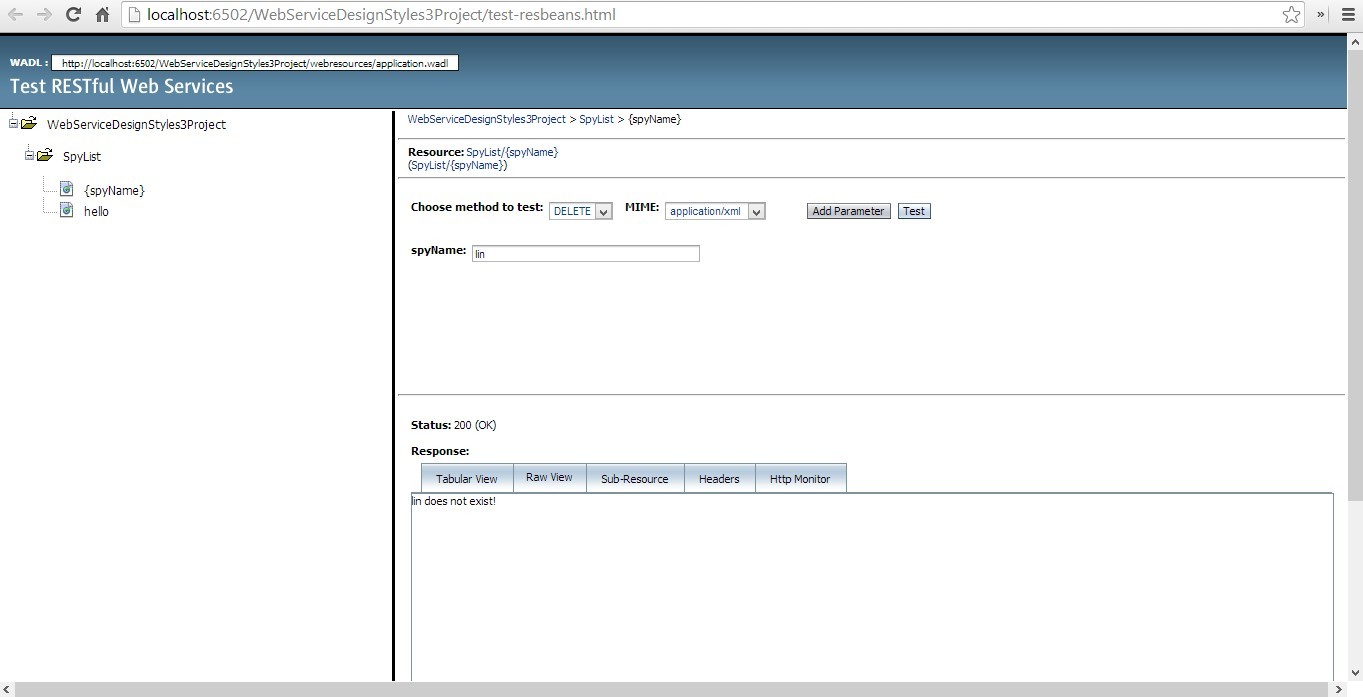 localhost:6502/WebServiceDesignStyles3Project/test-resbeans.html »
WADL : http://localhost:6502/WebServiceDesignStyles3Project/webresources/application.wadl
Test RESTful Web Services
WebServiceDesignStyles3Project
SpyList
{spyName}
hello
WebServiceDesignStyles3Project > SpyList > {spyName}
Resource: SpyList/{spyName}
(SpyList/{spyName})
Choose method to test: DELETE MIME: application/xml Add Parameter Test
spyName: lin
Status: 200 (OK)
Response:
Tabular View Raw View Sub-Resource Headers Http Monitor
lin does not exist!